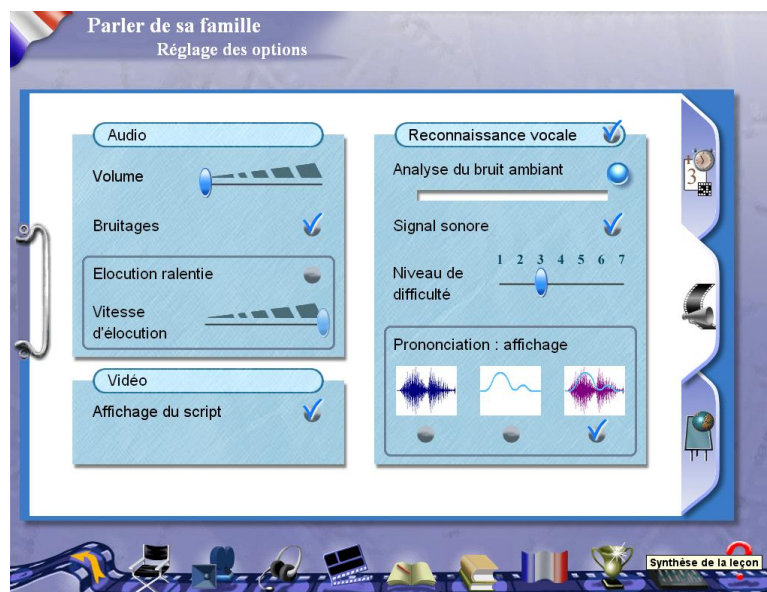 Parler de sa famille
Réglage des options
Audio
Volume
Bruitages
Elocution ralentie
Vitesse
d'élocution
Vidéo
Affichage du script
Reconnaissance vocale
Analyse du bruit ambiant
Signal sonore
1 2 3 4 5 6 7
Niveau de
difficulté
Prononciation : affichage
3
Synthèse de la leçon